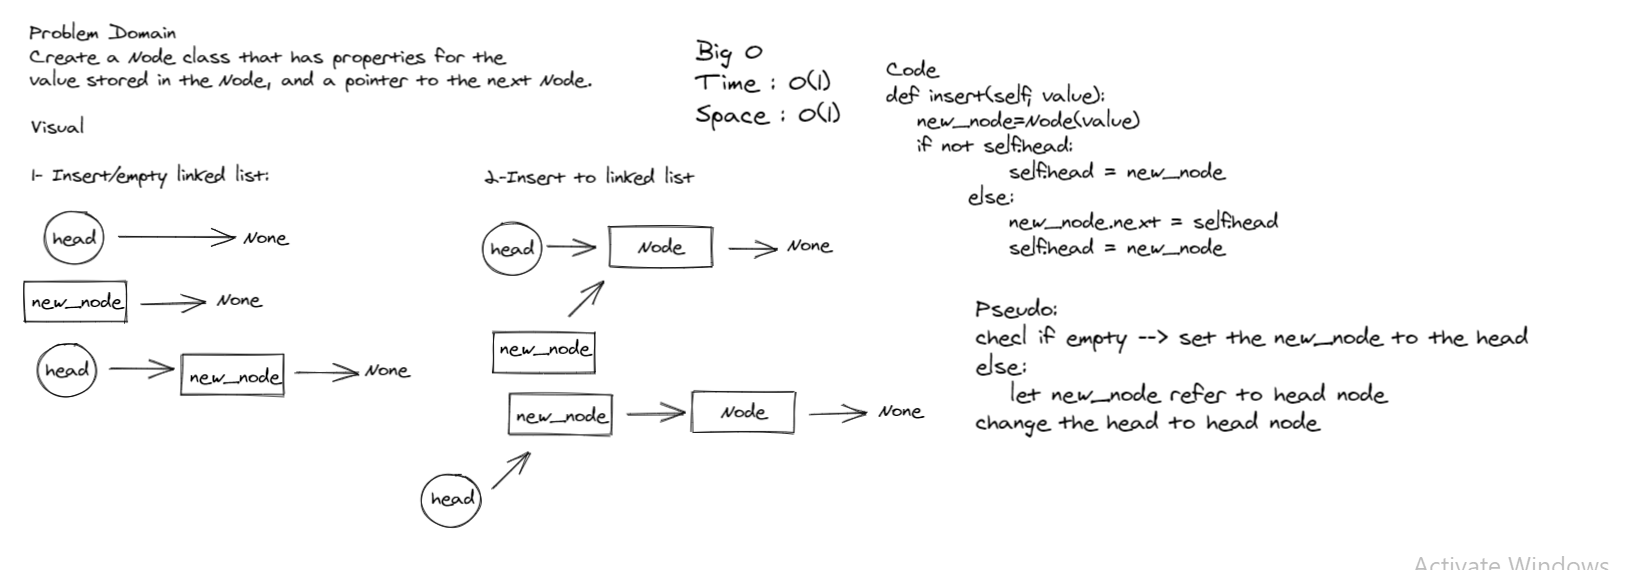 Problem Domain
Create a Node class that has properties for the
value stored in the Node, and a pointer to the next Node.
Visual
1- Insert/empty linked list:
head
None
new_node
None
head
new_node
None
2-Insert to linked list
head
Node
None
new_node
new_node
Node
None
head
Big O
Time : O(1)
Space : O(1)
Code
def insert(self, value):
new_node=Node(value)
if not self.head:
self.head = new_node
else:
new_node.next = self.head
self.head = new_node
Pseudo:
checl if empty --> set the new_node to the head
else:
let new_node refer to head node
change the head to head node
Activate Windows